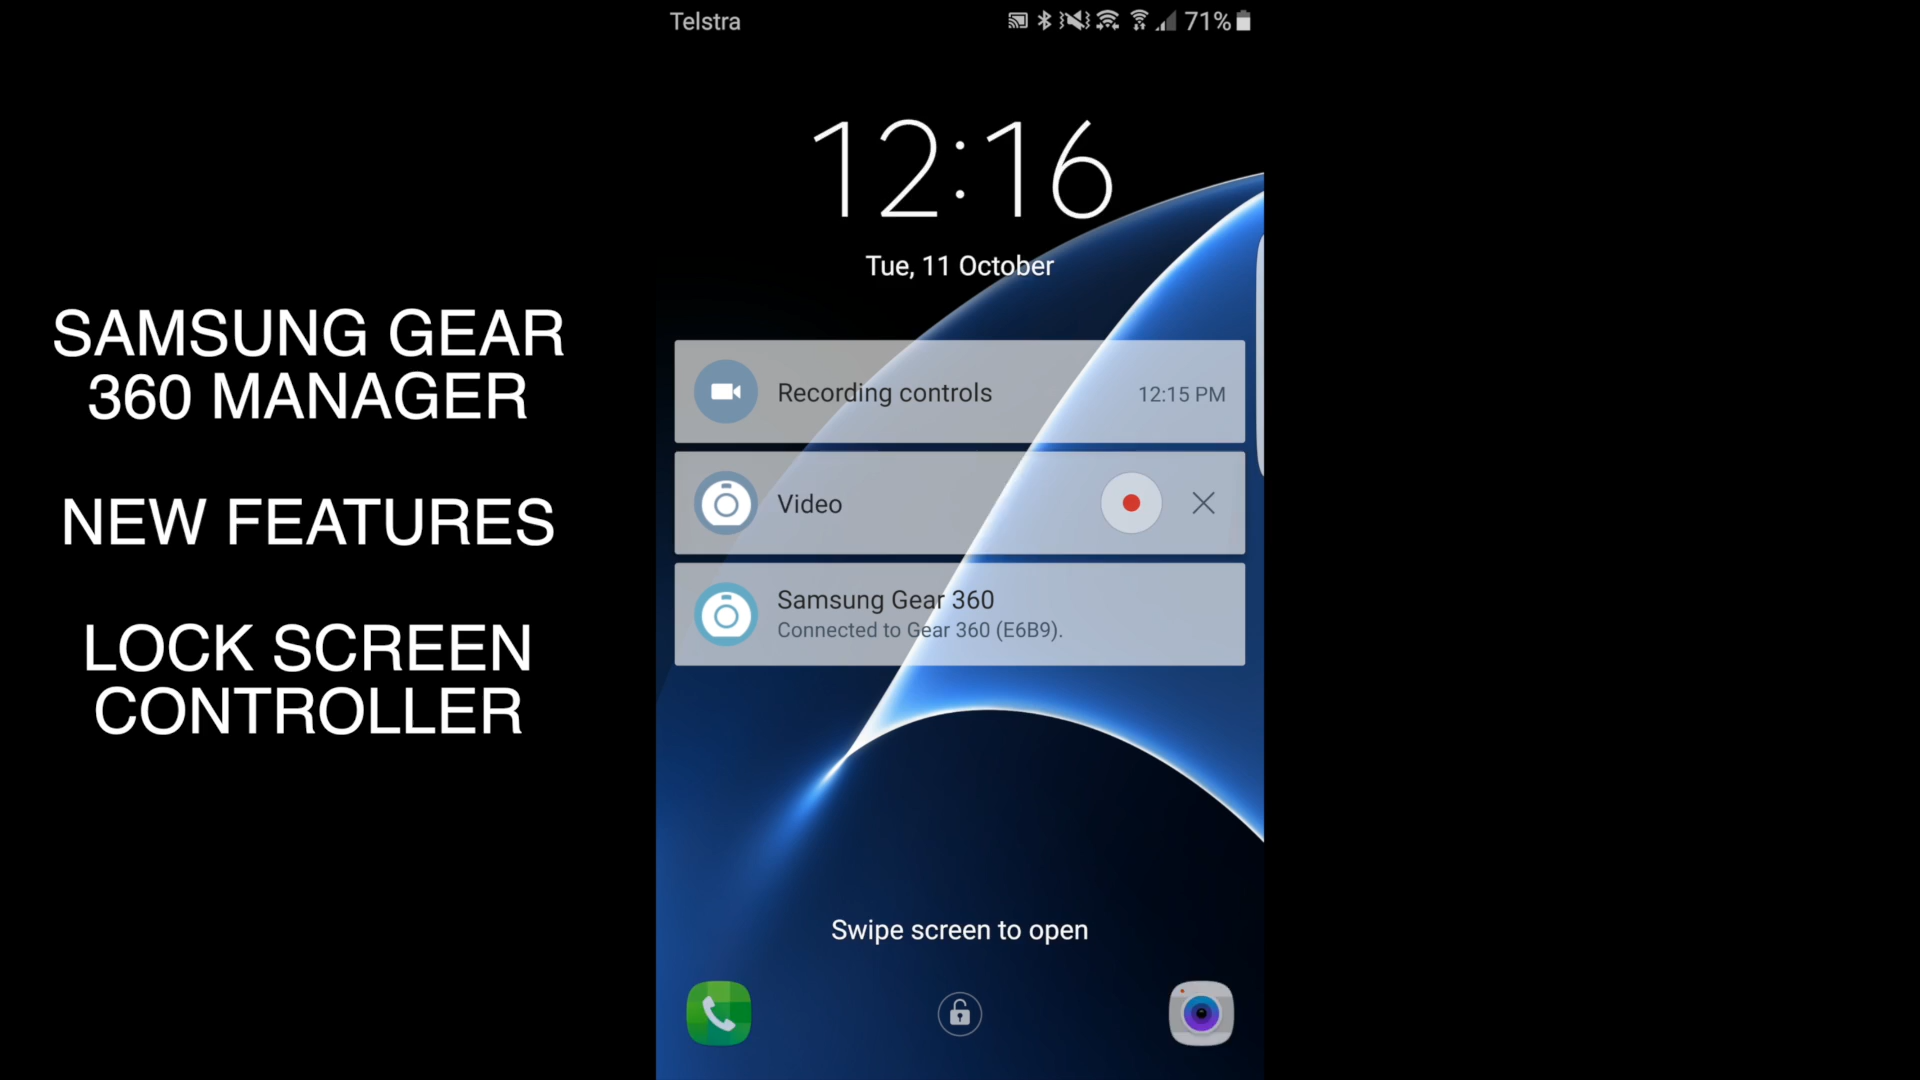 Telstra
71%
12:16
Tue, 11 October
SAMSUNG GEAR
360 MANAGER
NEW FEATURES
LOCK SCREEN
CONTROLLER
Recording controls 12:15 PM
Video
Samsung Gear 360
Connected to Gear 360 (E6B9).
Swipe screen to open